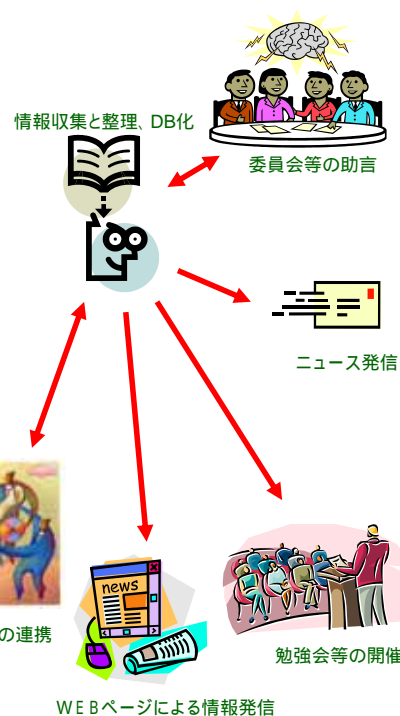 情報収集と整理、DB化
委員会等の助言
ニュース発信
news
の連携
勉強会等の開催
WEBページによる情報発信